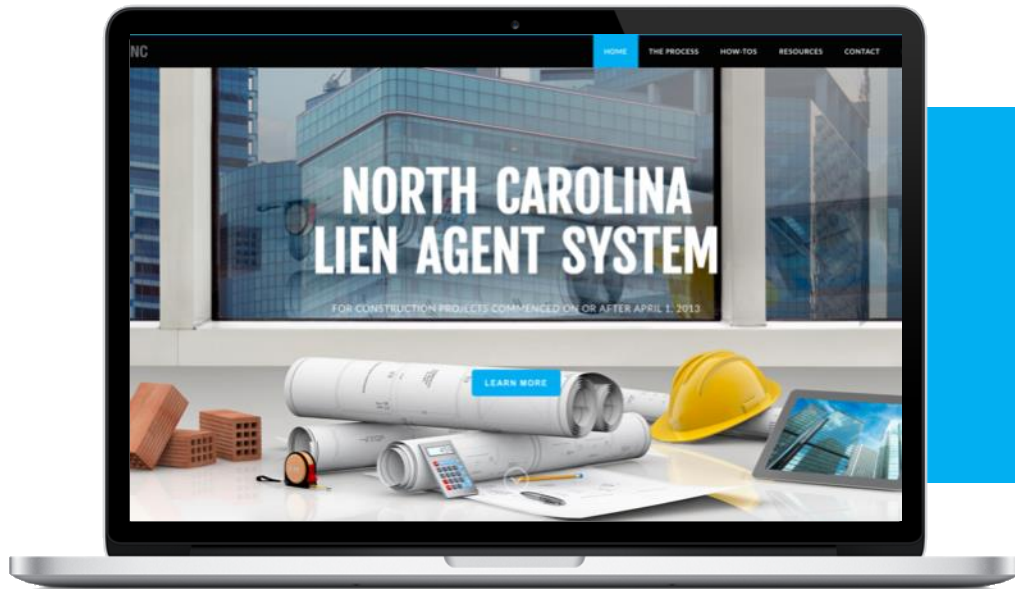 NC
HOME THE PROCESS HOW-TOS RESOURCES CONTACT
NORTH CAROLINA
LIEN AGENT SYSTEM
FOR CONSTRUCTION PROJECTS COMMENCED ON OR AFTER APRIL 1, 2013
LEARN MORE